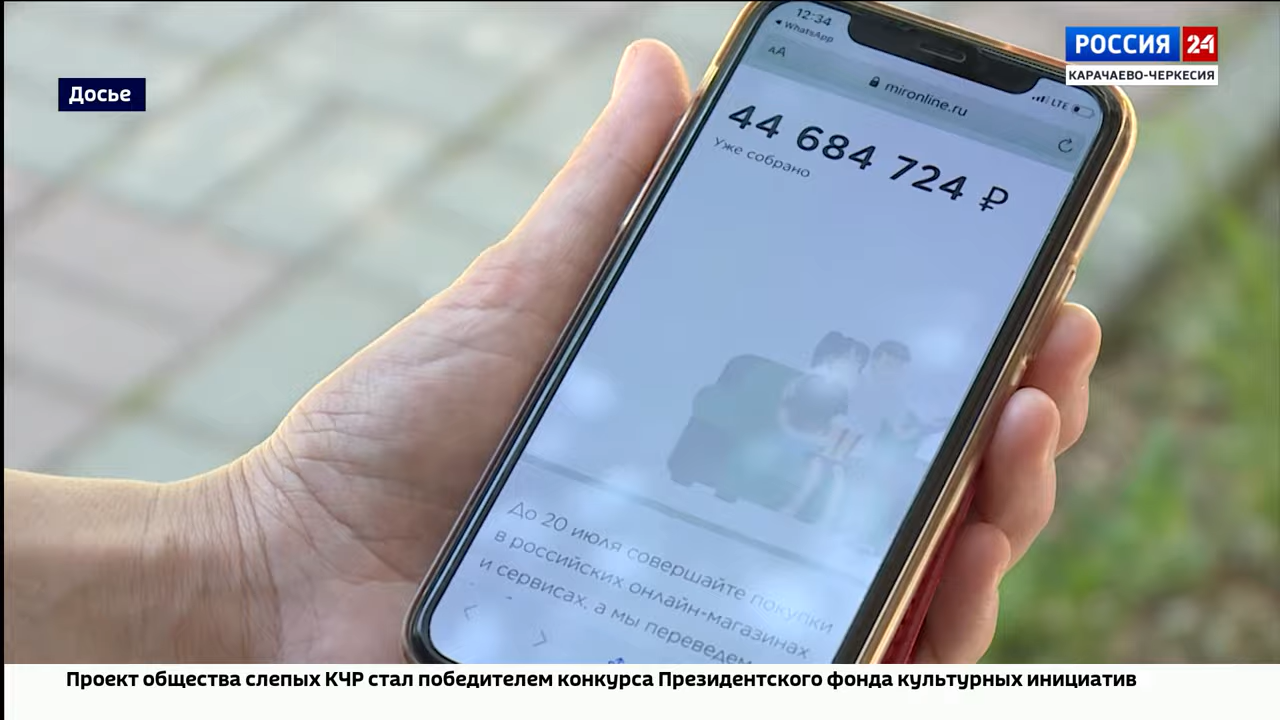 12:34
WhatsApp
РОССИЯ 24
КАРАЧАЕВО-ЧЕРКЕСИЯ
Досье
AA
mironline.ru
LTE
44 684 724 ₽
Уже собрано
До 20 июля совершайте покупки
в российских онлайн-магазинах
и сервисах, а мы переведем
Проект общества слепых КЧР стал победителем конкурса Президентского фонда культурных инициатив